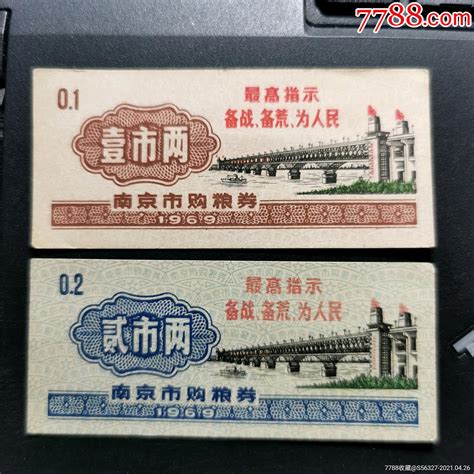 7788.com
0.1
最高指示
备战、备荒、为人民
壹市两
南京市购粮券
1969
0.2
最高指示
备战、备荒、为人民
贰市两
南京市购粮券
1969
7788收藏@S56327-2021.04.26